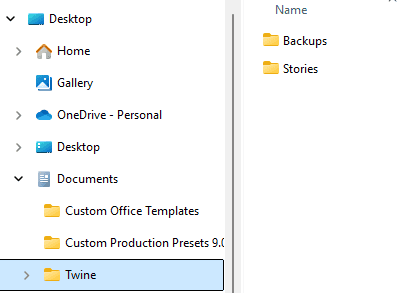 Desktop
Home
Gallery
OneDrive - Personal
Desktop
Documents
Custom Office Templates
Custom Production Presets 9.0
Twine
Name
Backups
Stories